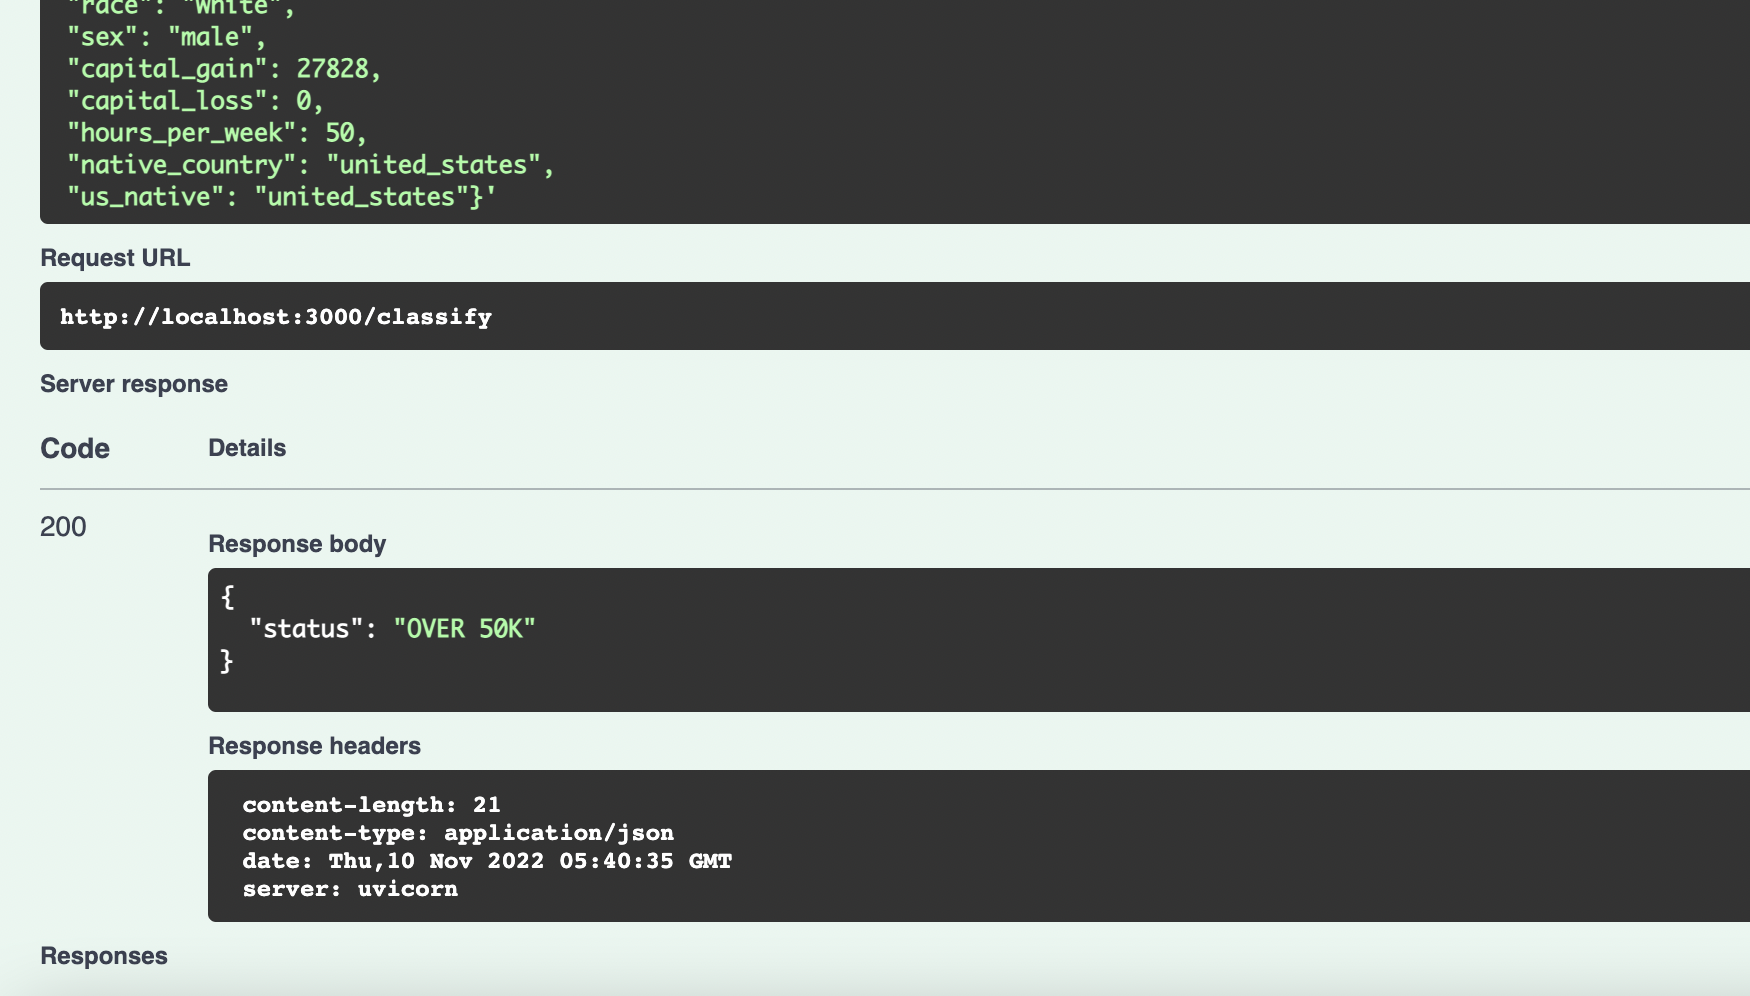 "race": "white",
"sex": "male",
"capital_gain": 27828,
"capital_loss": 0,
"hours_per_week": 50,
"native_country": "united_states",
"us_native": "united_states"}'
Request URL
http://localhost:3000/classify
Server response
Code Details
200
Response body
{
"status": "OVER 50K"
}
Response headers
content-length: 21
content-type: application/json
date: Thu,10 Nov 2022 05:40:35 GMT
server: uvicorn
Responses